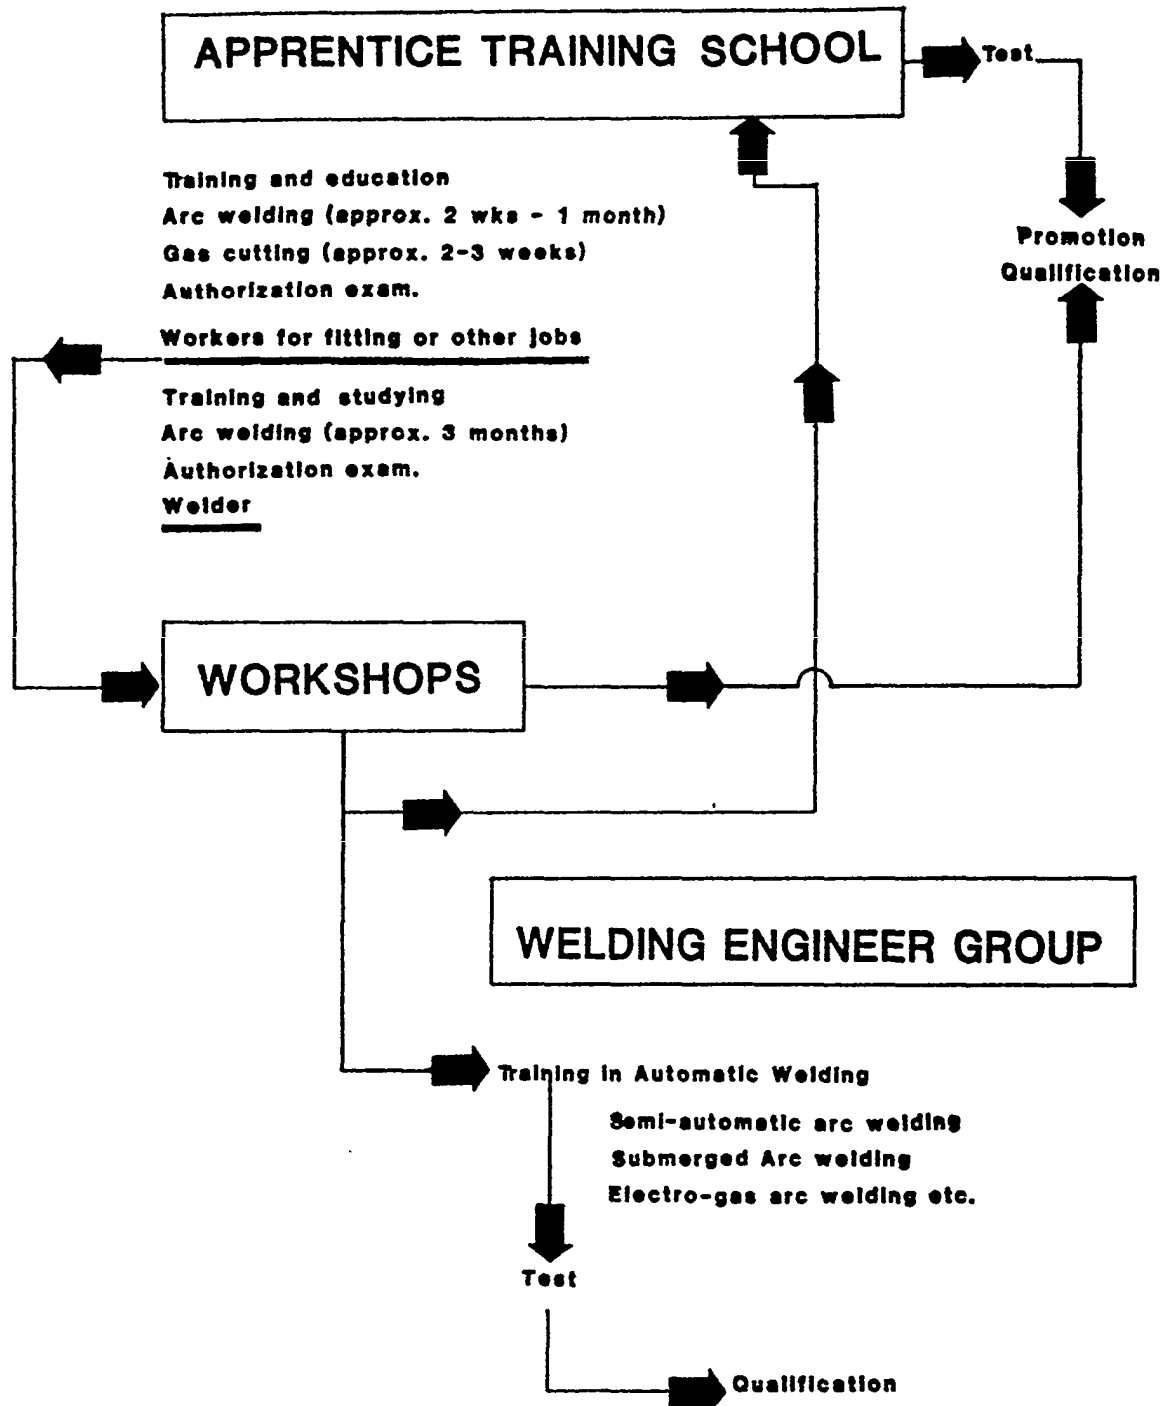 APPRENTICE TRAINING SCHOOL
Test
Training and education
Arc welding (approx. 2 wks - 1 month)
Gas cutting (approx. 2-3 weeks)
Authorization exam.
Promotion
Qualification
Workers for fitting or other jobs
Training and studying
Arc welding (approx. 3 months)
Authorization exam.
Welder
WORKSHOPS
WELDING ENGINEER GROUP
Training in Automatic Welding
Semi-automatic arc welding
Submerged Arc welding
Electro-gas arc welding etc.
Test
Qualification